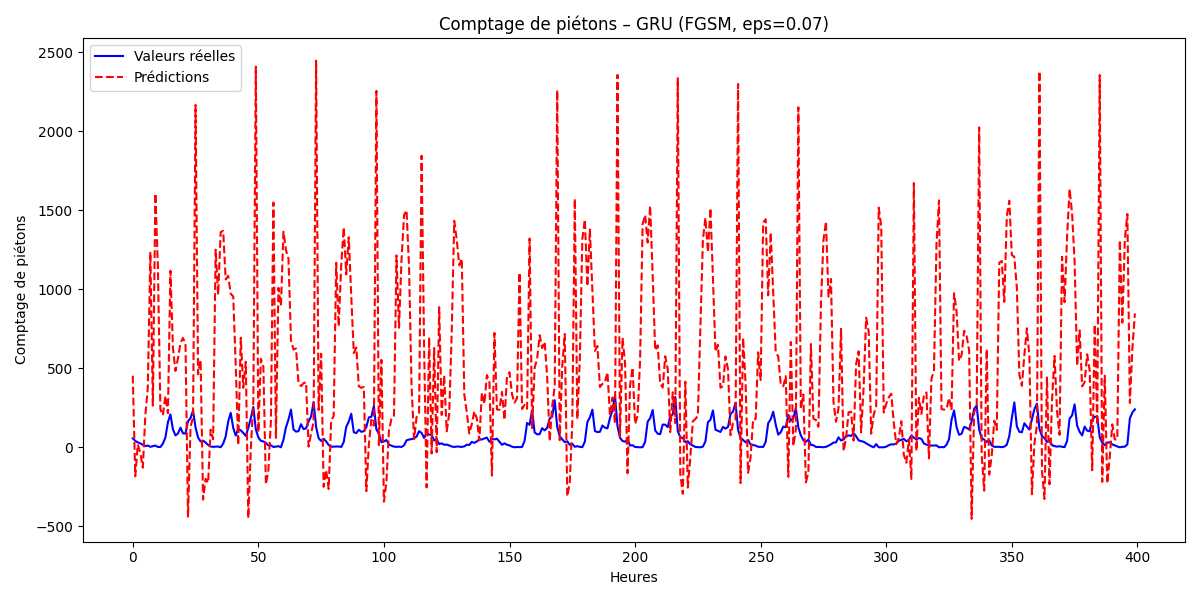 Comptage de piétons – GRU (FGSM, eps=0.07)
Valeurs réelles
Prédictions
Comptage de piétons
2500
2000
1500
1000
500
0
−500
0 50 100 150 200 250 300 350 400
Heures